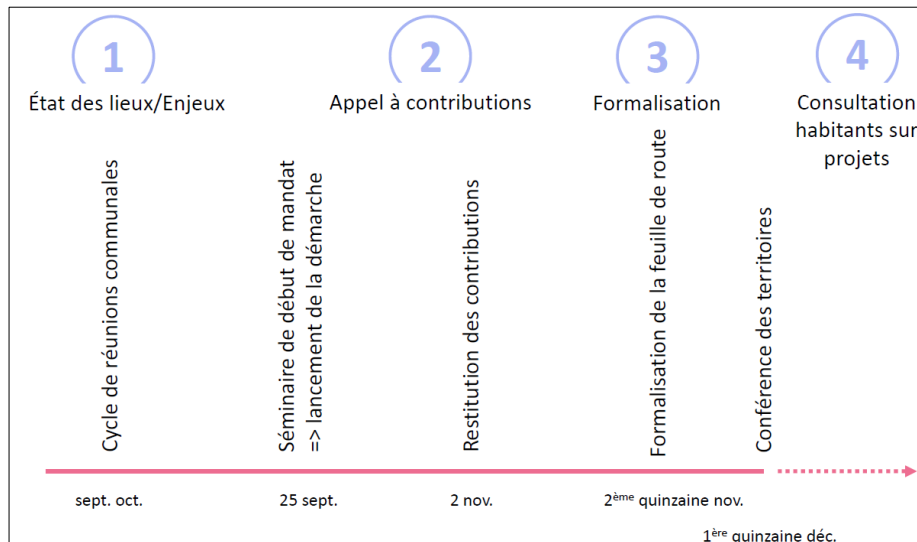 1
2
3
4
État des lieux/Enjeux
Appel à contributions
Formalisation
Consultation
habitants sur
projets
Cycle de réunions communales
Séminaire de début de mandat
=> lancement de la démarche
Restitution des contributions
Formalisation de la feuille de route
Conférence des territoires
sept. oct.
25 sept.
2 nov.
2ème quinzaine nov.
1ère quinzaine déc.